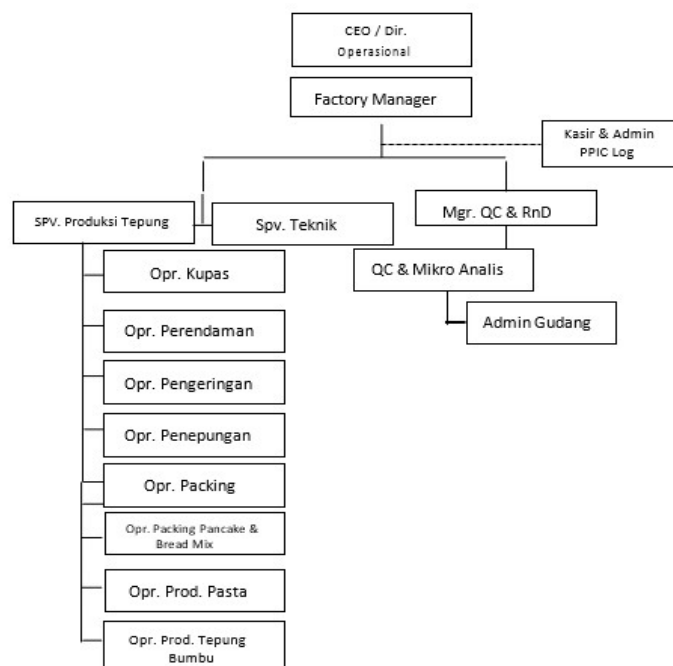 CEO / Dir.
Operasional
Factory Manager
Kasir & Admin
PPIC Log
SPV. Produksi Tepung
Spv. Teknik
Mgr. QC & RnD
QC & Mikro Analis
Admin Gudang
Opr. Kupas
Opr. Perendaman
Opr. Pengeringan
Opr. Penepungan
Opr. Packing
Opr. Packing Pancake &
Bread Mix
Opr. Prod. Pasta
Opr. Prod. Tepung
Bumbu